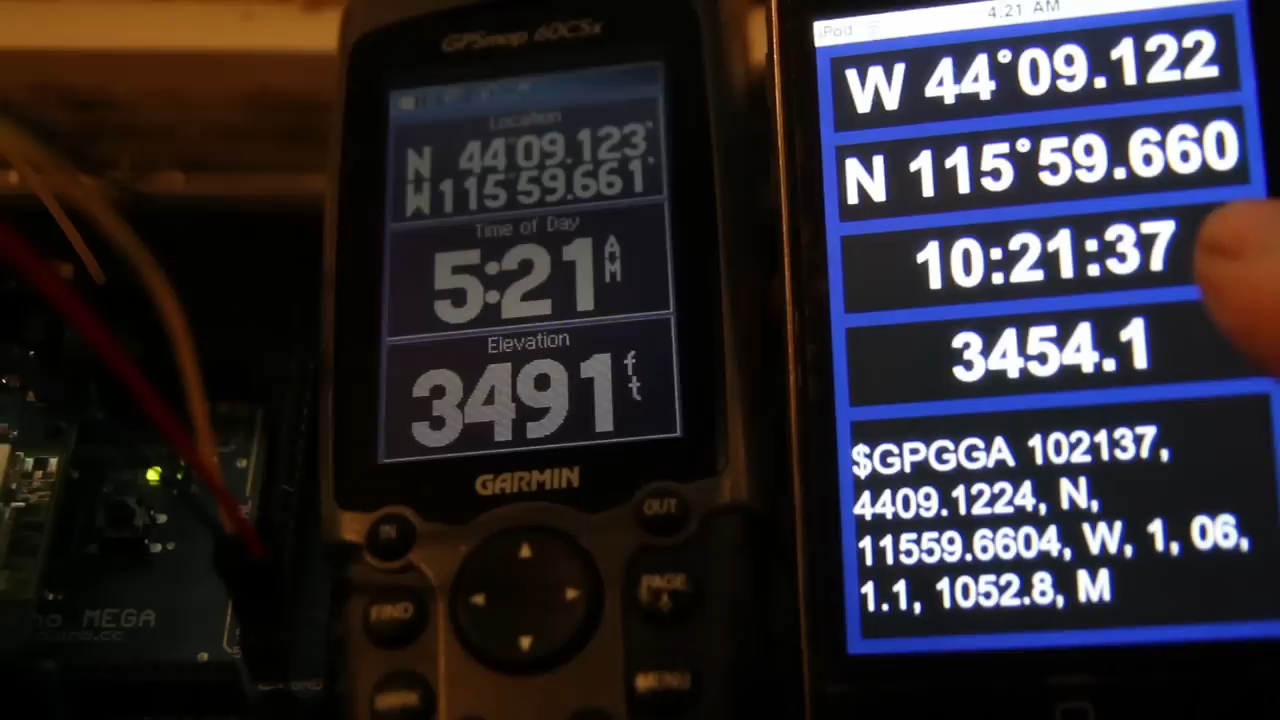 GPSmap 60CSx
Location
N 44°09.123'
W 115°59.661'
Time of Day
5:21 AM
Elevation
3491 ft
GARMIN
IN
OUT
FIND
PAGE
MENU
MEGA
iPod
4:21 AM
W 44°09.122
N 115°59.660
10:21:37
3454.1
$GPGGA 102137,
4409.1224, N,
11559.6604, W, 1, 06,
1.1, 1052.8, M